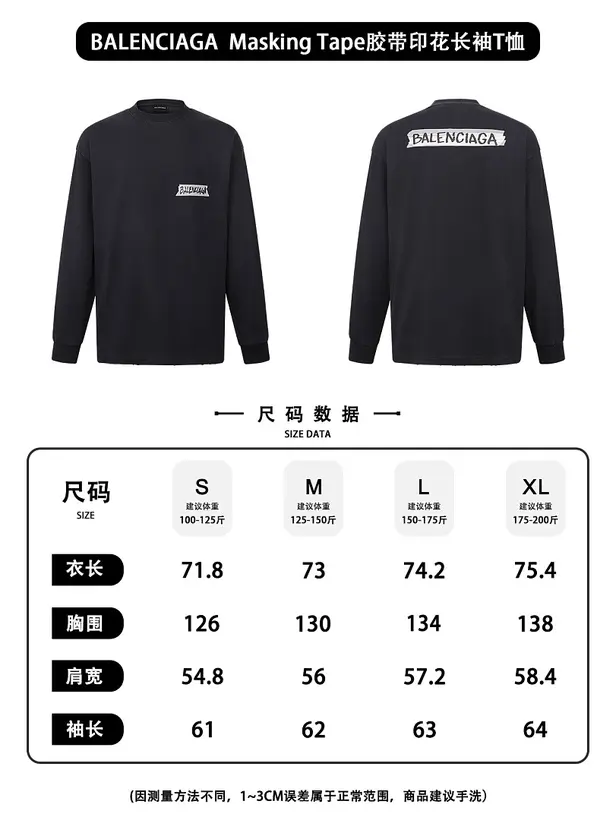 BALENCIAGA Masking Tape胶带印花长袖T恤
BALENCIAGA
BALENCIAGA
尺码数据
SIZE DATA
尺码 S M L XL
SIZE 建议体重 建议体重 建议体重 建议体重
100-125斤 125-150斤 150-175斤 175-200斤
衣长 71.8 73 74.2 75.4
胸围 126 130 134 138
肩宽 54.8 56 57.2 58.4
袖长 61 62 63 64
(因测量方法不同，1~3CM误差属于正常范围，商品建议手洗)